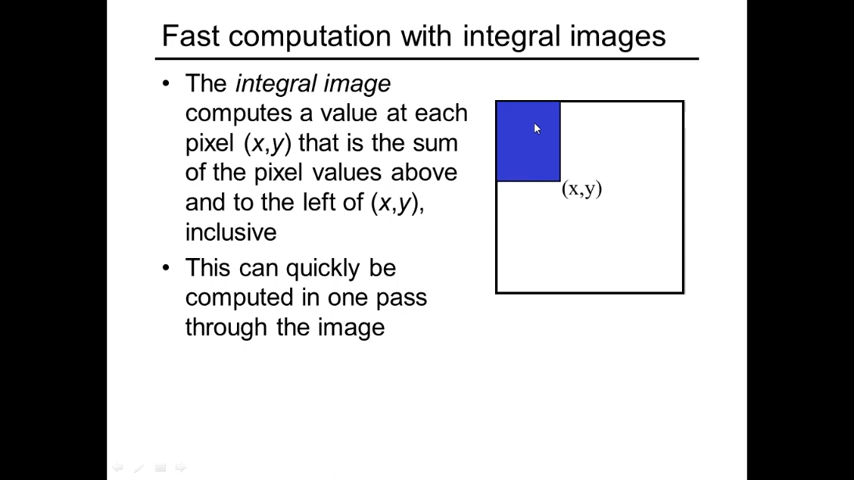 Fast computation with integral images
• The integral image
computes a value at each
pixel (x,y) that is the sum
of the pixel values above
and to the left of (x,y),
inclusive
• This can quickly be
computed in one pass
through the image
(x,y)